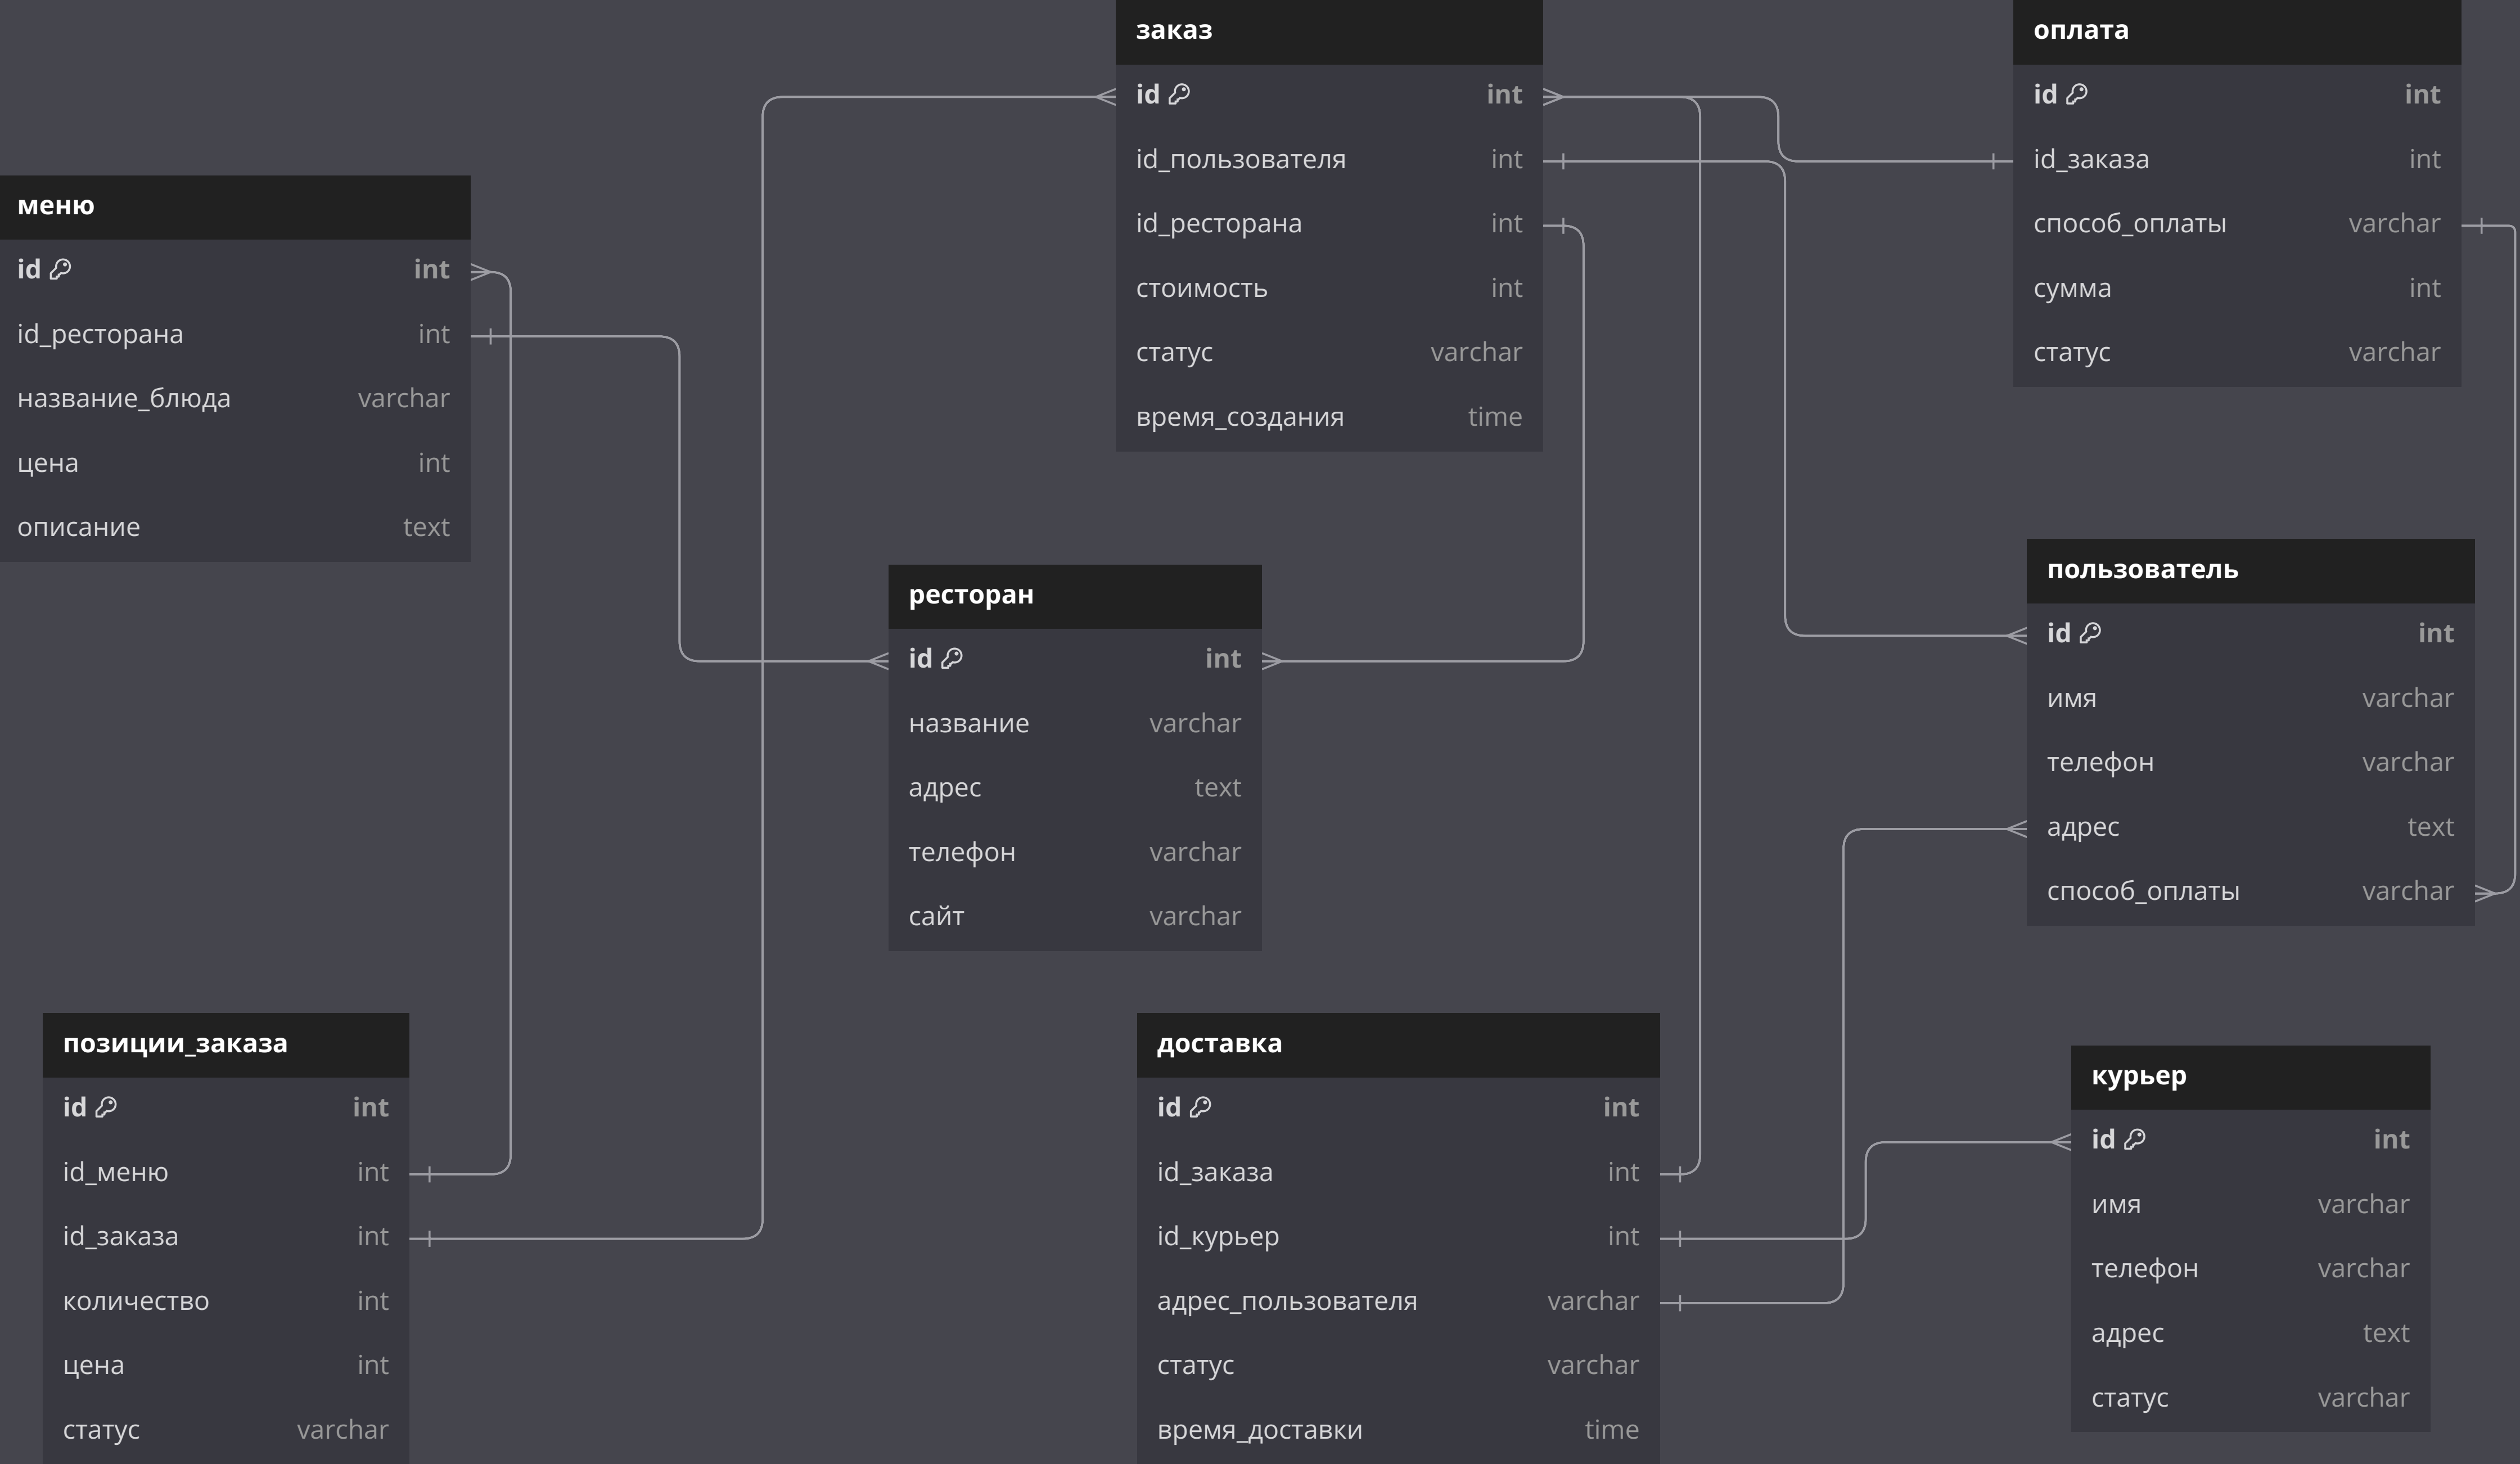 заказ
id int
id_пользователя int
id_ресторана int
стоимость int
статус varchar
время_создания time
оплата
id int
id_заказа int
способ_оплаты varchar
сумма int
статус varchar
меню
id int
id_ресторана int
название_блюда varchar
цена int
описание text
ресторан
id int
название varchar
адрес text
телефон varchar
сайт varchar
пользователь
id int
имя varchar
телефон varchar
адрес text
способ_оплаты varchar
позиции_заказа
id int
id_меню int
id_заказа int
количество int
цена int
статус varchar
доставка
id int
id_заказа int
id_курьер int
адрес_пользователя varchar
статус varchar
время_доставки time
курьер
id int
имя varchar
телефон varchar
адрес text
статус varchar